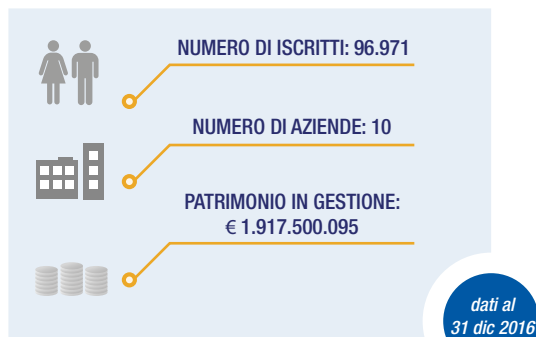 NUMERO DI ISCRITTI: 96.971
NUMERO DI AZIENDE: 10
PATRIMONIO IN GESTIONE:
€ 1.917.500.095
dati al
31 dic 2016